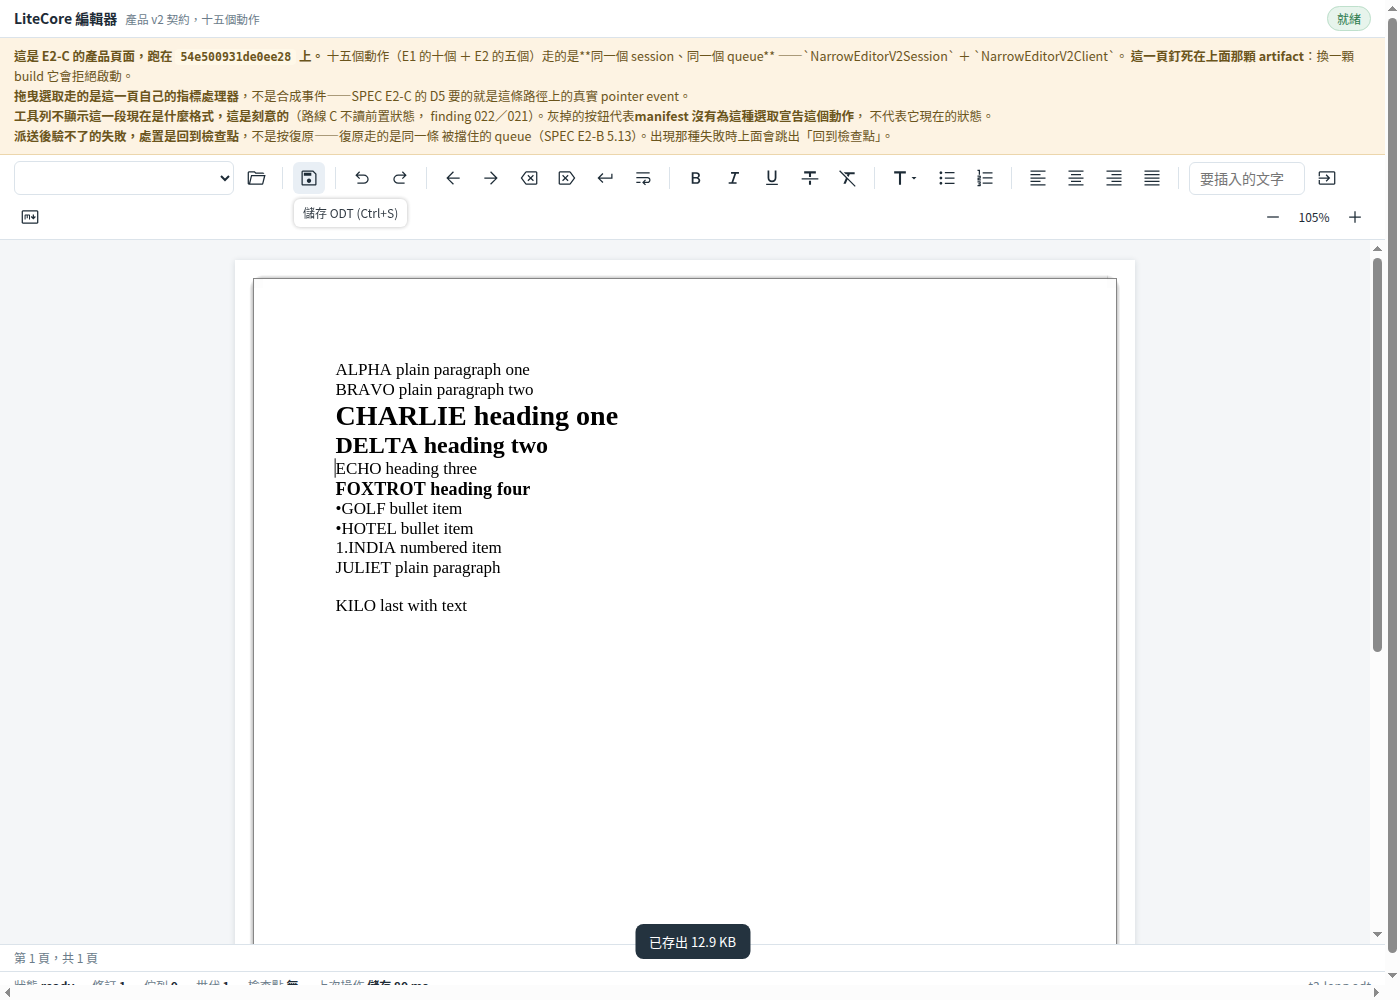 LiteCore 編輯器 產品 v2 契約，十五個動作 就緒
這是 E2-C 的產品頁面，跑在 54e500931de0ee28 上。 十五個動作（E1 的十個 ＋ E2 的五個）走的是**同一個 session、同一個 queue** ——`NarrowEditorV2Session` ＋ `NarrowEditorV2Client`。 這一頁釘死在上面那顆 artifact：換一顆
build 它會拒絕啟動。
拖曳選取走的是這一頁自己的指標處理器，不是合成事件——SPEC E2-C 的 D5 要的就是這條路徑上的真實 pointer event。
工具列不顯示這一段現在是什麼格式，這是刻意的（路線 C 不讀前置狀態， finding 022／021）。灰掉的按鈕代表manifest 沒有為這種選取宣告這個動作， 不代表它現在的狀態。
派送後驗不了的失敗，處置是回到檢查點，不是按復原——復原走的是同一條 被擋住的 queue（SPEC E2-B 5.13）。出現那種失敗時上面會跳出「回到檢查點」。
B I U T T 要插入的文字
儲存 ODT (Ctrl+S) 105%
ALPHA plain paragraph one
BRAVO plain paragraph two
CHARLIE heading one
DELTA heading two
ECHO heading three
FOXTROT heading four
•GOLF bullet item
•HOTEL bullet item
1.INDIA numbered item
JULIET plain paragraph
KILO last with text
已存出 12.9 KB
第 1 頁，共 1 頁